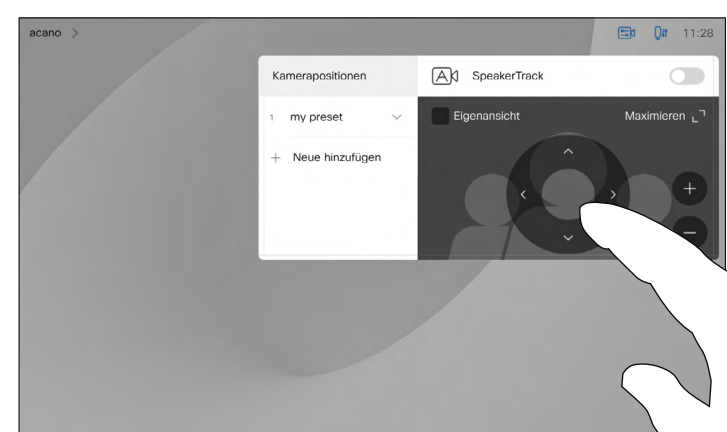 acano >
11:28
Kamerapositionen
A SpeakerTrack
1 my preset
Eigenansicht
Maximieren
+ Neue hinzufügen